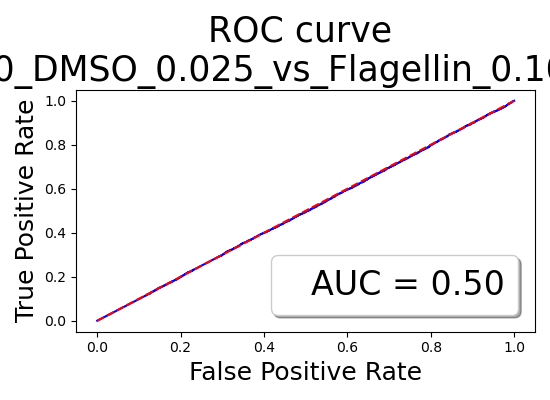 ROC curve
0_DMSO_0.025_vs_Flagellin_0.10
True Positive Rate
1.0
0.8
0.6
0.4
0.2
0.0
AUC = 0.50
0.0 0.2 0.4 0.6 0.8 1.0
False Positive Rate